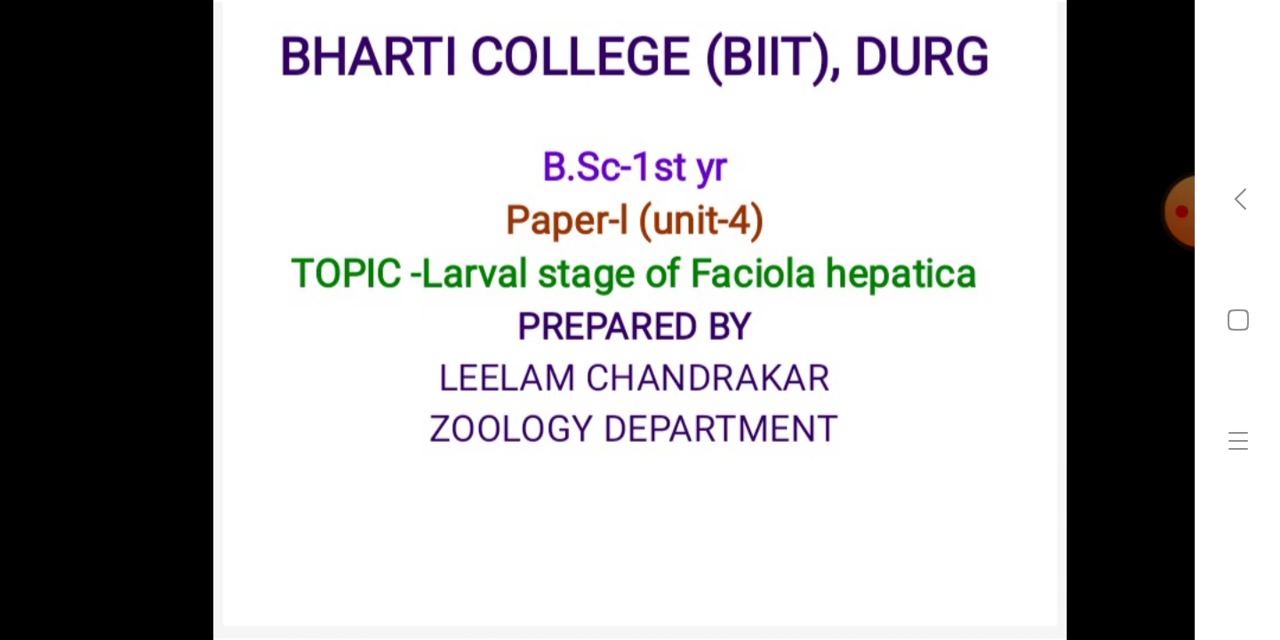 BHARTI COLLEGE (BIIT), DURG
B.Sc-1st yr
Paper-I (unit-4)
TOPIC -Larval stage of Faciola hepatica
PREPARED BY
LEELAM CHANDRAKAR
ZOOLOGY DEPARTMENT